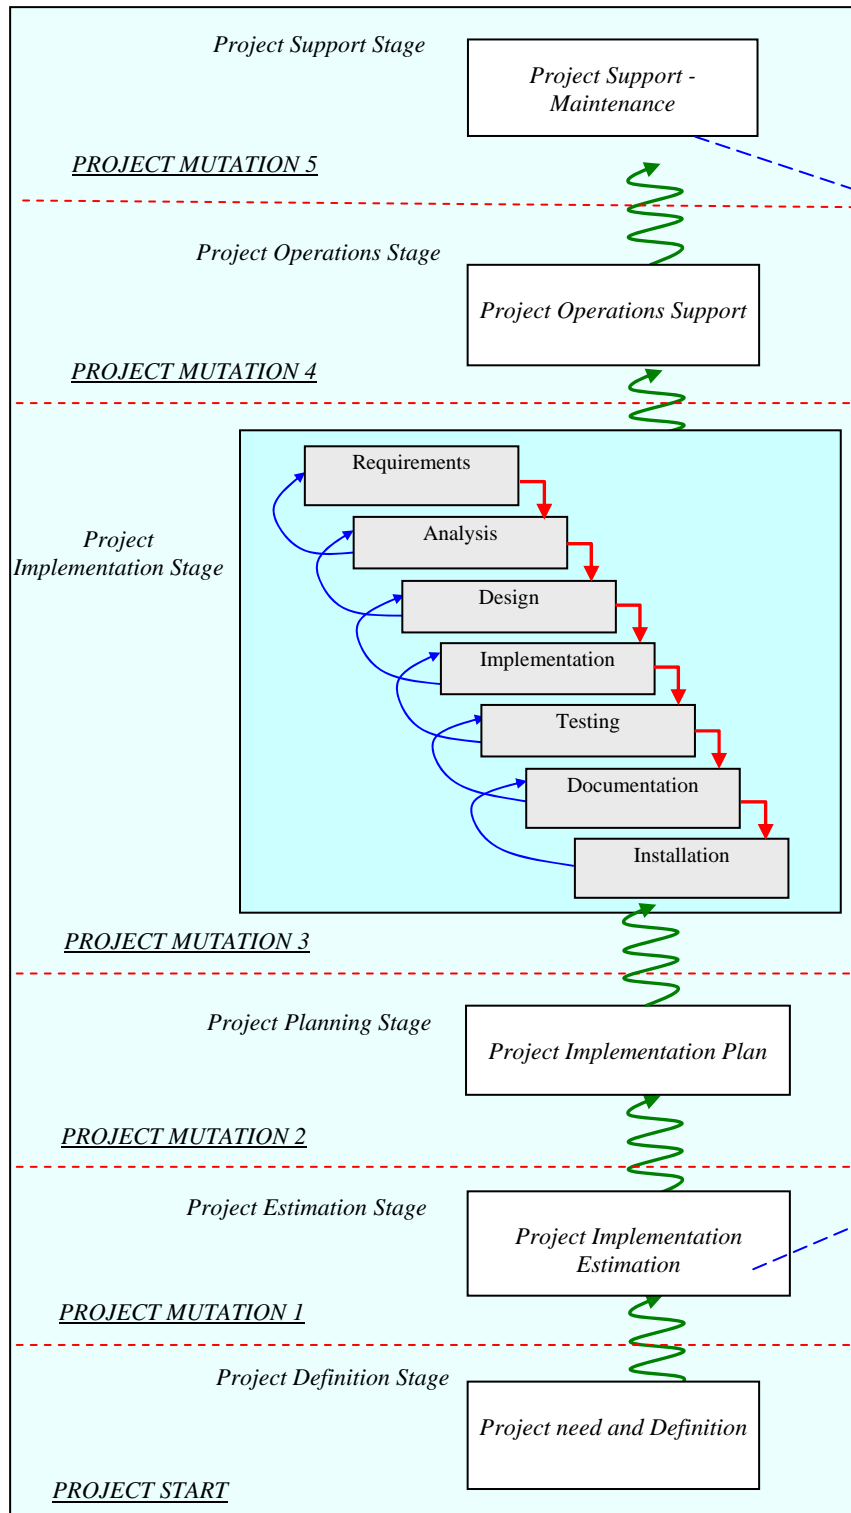 Project Support Stage
Project Support -
Maintenance
PROJECT MUTATION 5
Project Operations Stage
Project Operations Support
PROJECT MUTATION 4
Requirements
Analysis
Project
Implementation Stage
Design
Implementation
Testing
Documentation
Installation
PROJECT MUTATION 3
Project Planning Stage
Project Implementation Plan
PROJECT MUTATION 2
Project Estimation Stage
Project Implementation
Estimation
PROJECT MUTATION 1
Project Definition Stage
Project need and Definition
PROJECT START